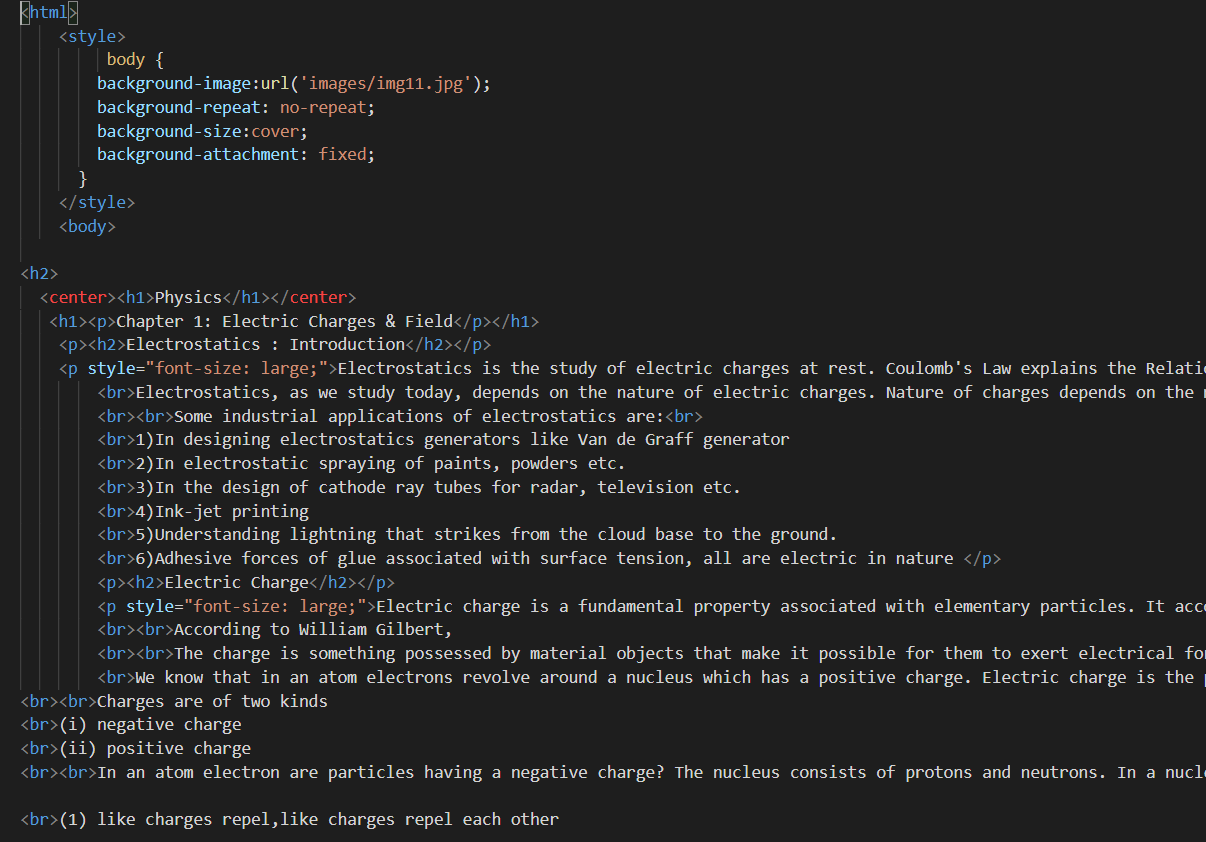 <html>
<style>
body {
background-image:url('images/img11.jpg');
background-repeat: no-repeat;
background-size:cover;
background-attachment: fixed;
}
</style>
<body>
<h2>
<center><h1>Physics</h1></center>
<h1><p>Chapter 1: Electric Charges & Field</p></h1>
<p><h2>Electrostatics : Introduction</h2></p>
<p style="font-size: large;">Electrostatics is the study of electric charges at rest. Coulomb's Law explains the Relati
<br>Electrostatics, as we study today, depends on the nature of electric charges. Nature of charges depends on the
<br><br>Some industrial applications of electrostatics are:<br>
<br>1)In designing electrostatics generators like Van de Graff generator
<br>2)In electrostatic spraying of paints, powders etc.
<br>3)In the design of cathode ray tubes for radar, television etc.
<br>4)Ink-jet printing
<br>5)Understanding lightning that strikes from the cloud base to the ground.
<br>6)Adhesive forces of glue associated with surface tension, all are electric in nature </p>
<p><h2>Electric Charge</h2></p>
<p style="font-size: large;">Electric charge is a fundamental property associated with elementary particles. It acc
<br><br>According to William Gilbert,
<br><br>The charge is something possessed by material objects that make it possible for them to exert electrical fo
<br>We know that in an atom electrons revolve around a nucleus which has a positive charge. Electric charge is the
<br><br>Charges are of two kinds
<br>(i) negative charge
<br>(ii) positive charge
<br><br>In an atom electron are particles having a negative charge? The nucleus consists of protons and neutrons. In a nucl
<br>(1) like charges repel,like charges repel each other